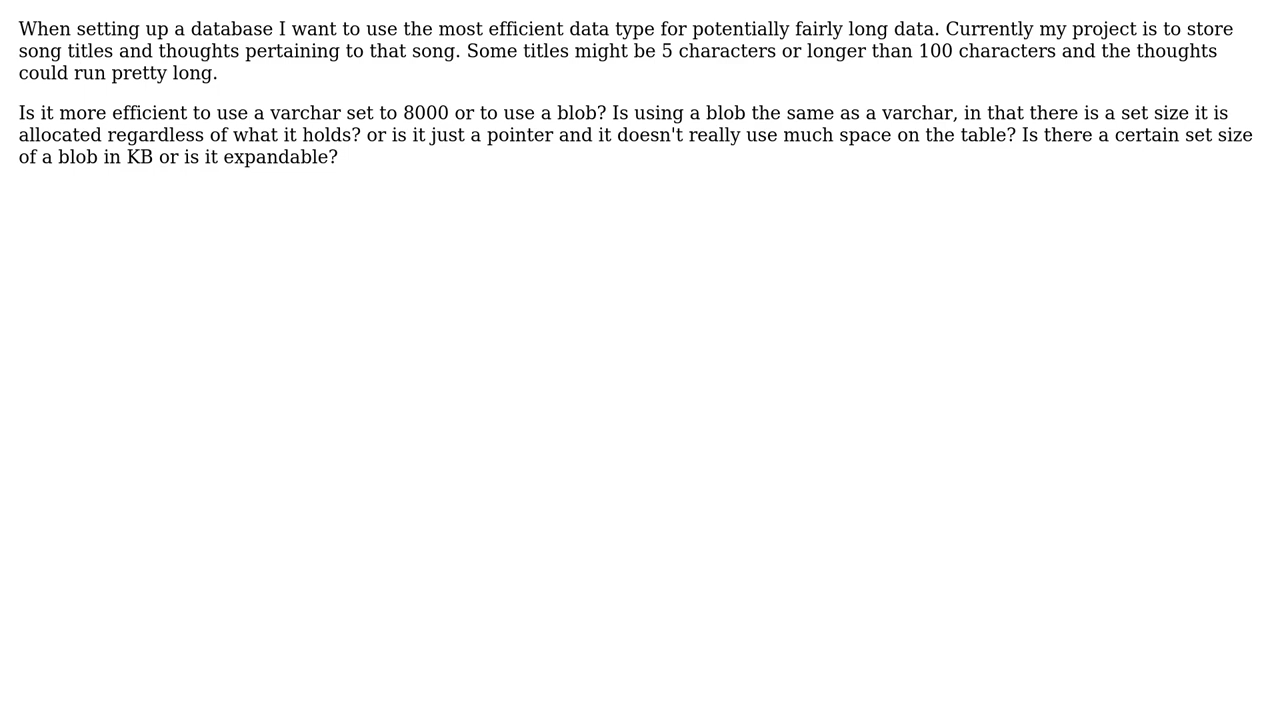 When setting up a database I want to use the most efficient data type for potentially fairly long data. Currently my project is to store
song titles and thoughts pertaining to that song. Some titles might be 5 characters or longer than 100 characters and the thoughts
could run pretty long.
Is it more efficient to use a varchar set to 8000 or to use a blob? Is using a blob the same as a varchar, in that there is a set size it is
allocated regardless of what it holds? or is it just a pointer and it doesn't really use much space on the table? Is there a certain set size
of a blob in KB or is it expandable?